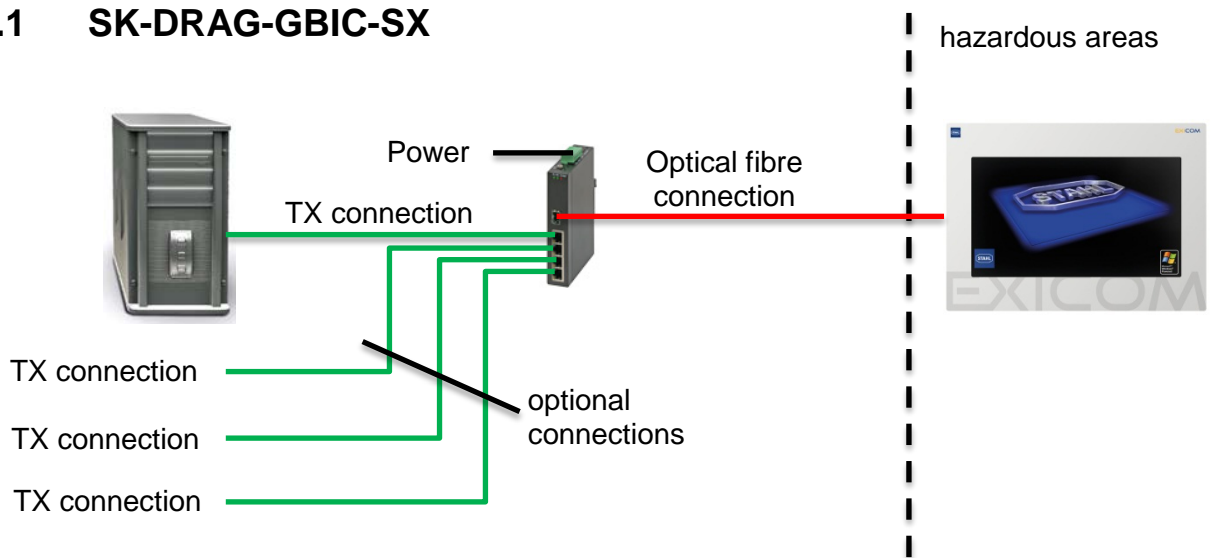 .1 SK-DRAG-GBIC-SX
hazardous areas
Power
Optical fibre
connection
TX connection
STAHL
EXICOM
TX connection
optional
connections
TX connection
TX connection